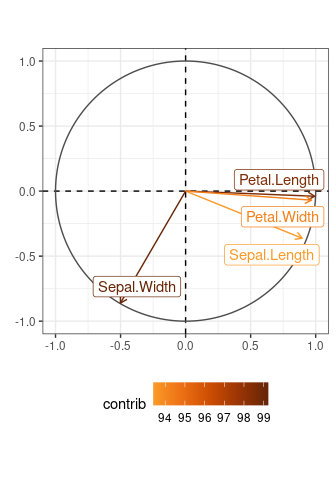 1.0
0.5
Petal.Length
0.0
Petal.Width
-0.5
Sepal.Length
Sepal.Width
-1.0
-1.0 -0.5 0.0 0.5 1.0
contrib
94 95 96 97 98 99